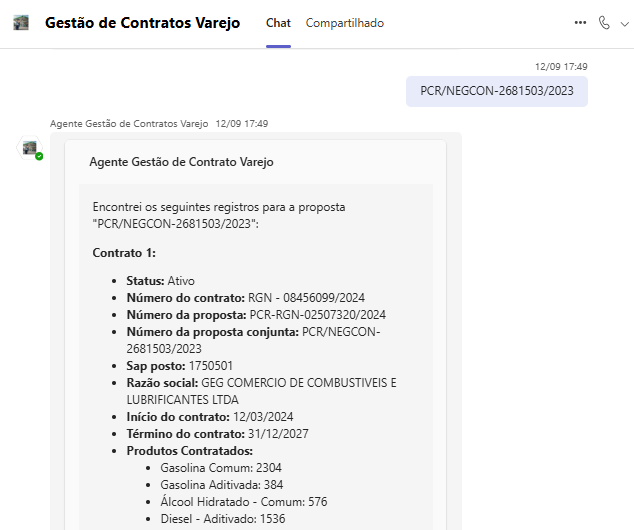 Gestão de Contratos Varejo Chat Compartilhado
12/09 17:49
PCR/NEGCON-2681503/2023
Agente Gestão de Contratos Varejo 12/09 17:49
Agente Gestão de Contrato Varejo
Encontrei os seguintes registros para a proposta
"PCR/NEGCON-2681503/2023":
Contrato 1:
Status: Ativo
Número do contrato: RGN - 08456099/2024
Número da proposta: PCR-RGN-02507320/2024
Número da proposta conjunta: PCR/NEGCON-
2681503/2023
Sap posto: 1750501
Razão social: GEG COMERCIO DE COMBUSTIVEIS E
LUBRIFICANTES LTDA
Início do contrato: 12/03/2024
Término do contrato: 31/12/2027
Produtos Contratados:
Gasolina Comum: 2304
Gasolina Aditivada: 384
Álcool Hidratado - Comum: 576
Diesel - Aditivado: 1536